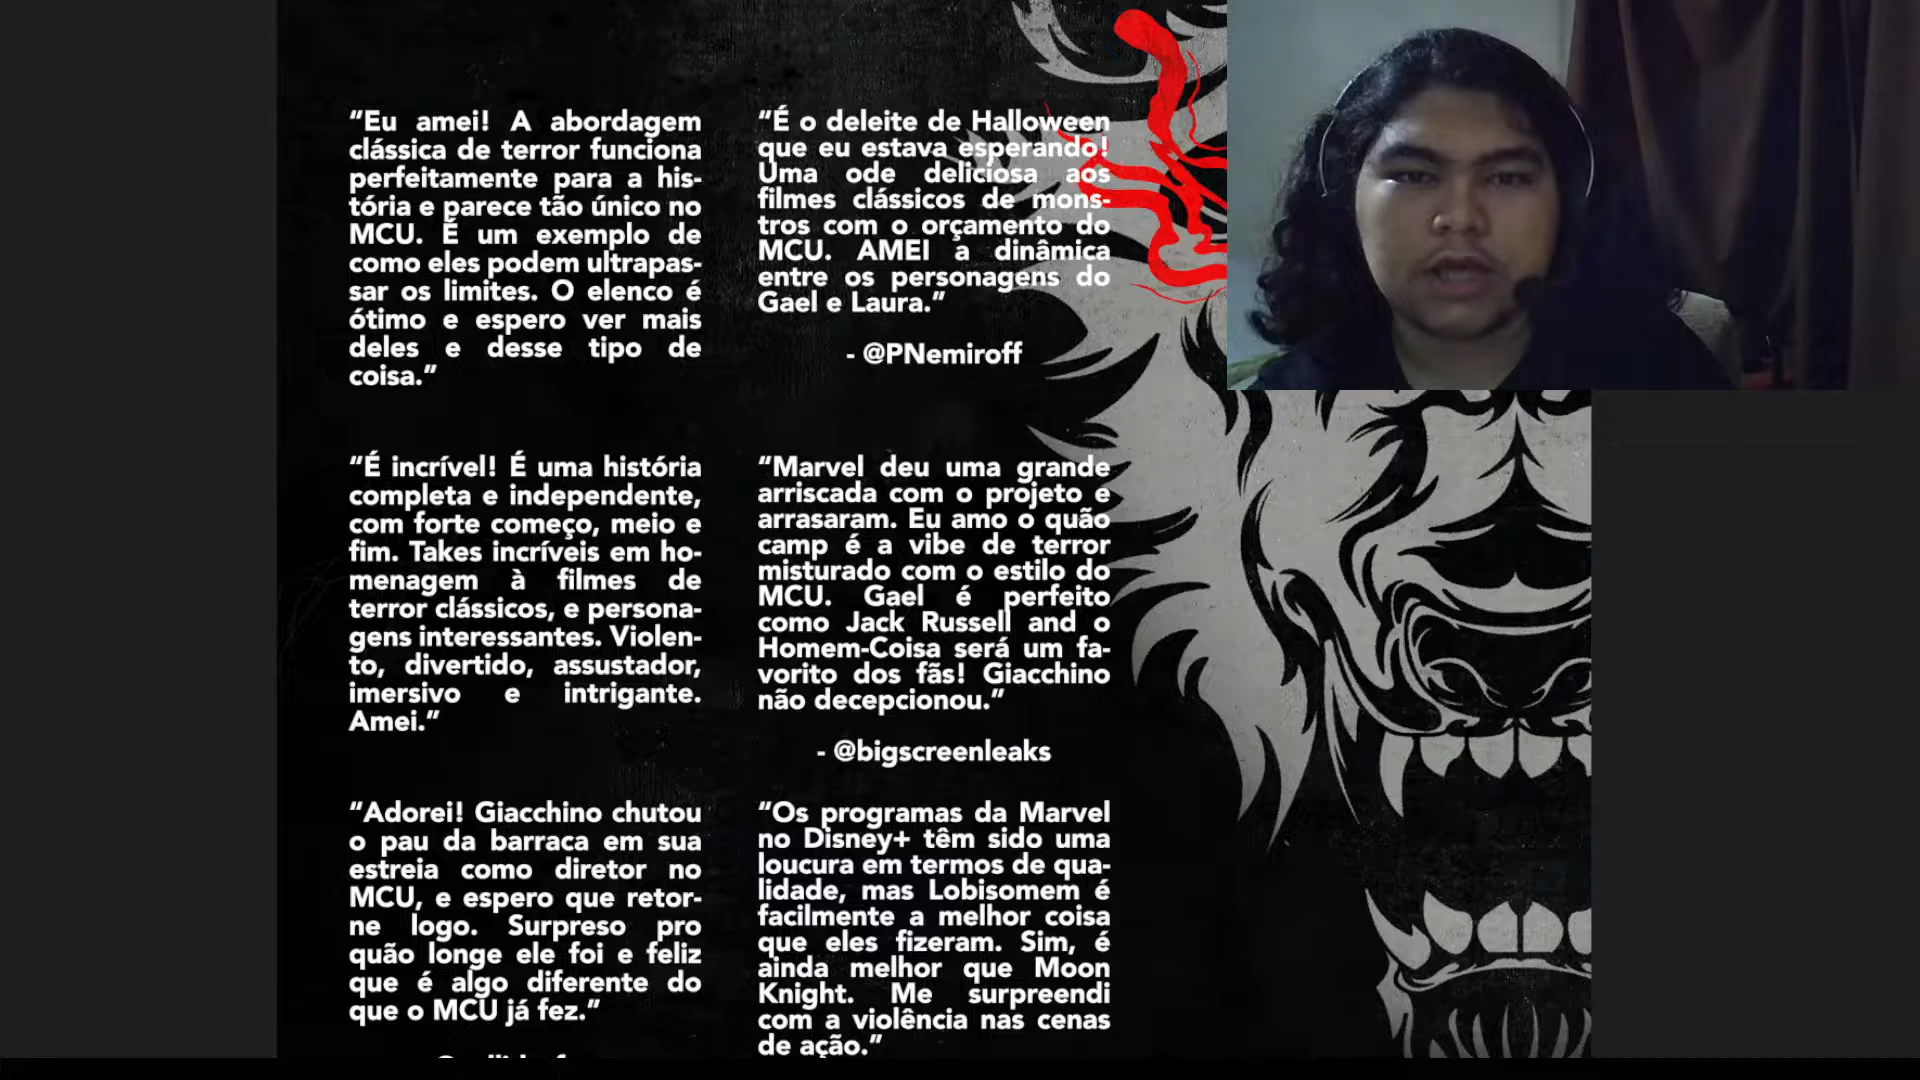 “Eu amei! A abordagem
clássica de terror funciona
perfeitamente para a his-
tória e parece tão único no
MCU. É um exemplo de
como eles podem ultrapas-
sar os limites. O elenco é
ótimo e espero ver mais
deles e desse tipo de
coisa.”
“É incrível! É uma história
completa e independente,
com forte começo, meio e
fim. Takes incríveis em ho-
menagem à filmes de
terror clássicos, e persona-
gens interessantes. Violen-
to, divertido, assustador,
imersivo e intrigante.
Amei.”
“Adorei! Giacchino chutou
o pau da barraca em sua
estreia como diretor no
MCU, e espero que retor-
ne logo. Surpreso pro
quão longe ele foi e feliz
que é algo diferente do
que o MCU já fez.”
“É o deleite de Halloween
que eu estava esperando!
Uma ode deliciosa aos
filmes clássicos de mons-
tros com o orçamento do
MCU. AMEI a dinâmica
entre os personagens do
Gael e Laura.”
- @PNemiroff
“Marvel deu uma grande
arriscada com o projeto e
arrasaram. Eu amo o quão
camp é a vibe de terror
misturado com o estilo do
MCU. Gael é perfeito
como Jack Russell and o
Homem-Coisa será um fa-
vorito dos fãs! Giacchino
não decepcionou.”
- @bigscreenleaks
“Os programas da Marvel
no Disney+ têm sido uma
loucura em termos de qua-
lidade, mas Lobisomem é
facilmente a melhor coisa
que eles fizeram. Sim, é
ainda melhor que Moon
Knight. Me surpreendi
com a violência nas cenas
de ação.”